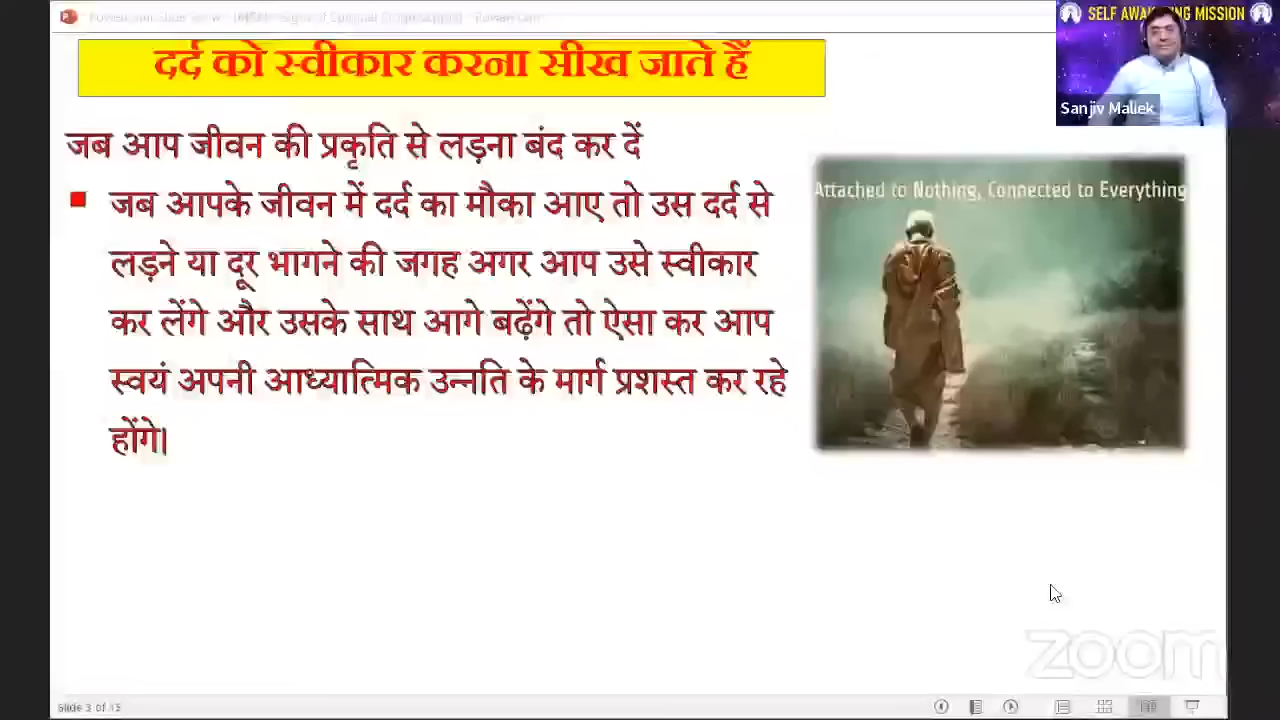 SELF AWAKENING MISSION
दर्द को स्वीकार करना सीख जाते हैं
Sanjiv Maliek
जब आप जीवन की प्रकृति से लड़ना बंद कर दें
जब आपके जीवन में दर्द का मौका आए तो उस दर्द से
लड़ने या दूर भागने की जगह अगर आप उसे स्वीकार
कर लेंगे और उसके साथ आगे बढ़ेंगे तो ऐसा कर आप
स्वयं अपनी आध्यात्मिक उन्नति के मार्ग प्रशस्त कर रहे
होंगे।
Attached to Nothing, Connected to Everything
zoom
Slide 3 of 13